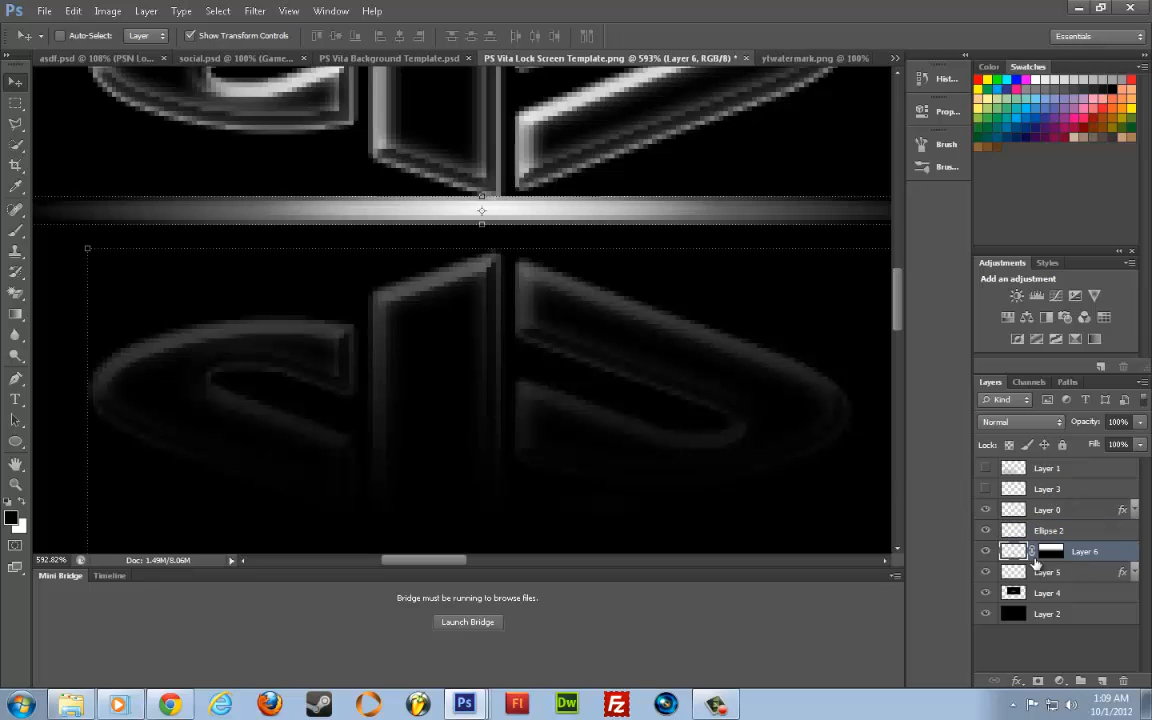 Ps File Edit Image Layer Type Select Filter View Window Help
Auto-Select: Layer Show Transform Controls Essentials
asdf.psd @ 108% (PSN Lo... × social.psd @ 100% (Game... × PS Vita Background Template.psd × PS Vita Lock Screen Template.png @ 593% (Layer 6, RGB/8) * × ytwatermark.png @ 100%
Color Swatches
Hist...
Prop...
Brush
Brus...
Adjustments Styles
Add an adjustment
Layers Channels Paths
Kind
Normal Opacity: 100%
Lock: Fill: 100%
Layer 1
Layer 3
Layer 0 fx
Ellipse 2
Layer 6
Layer 5 fx
Layer 4
Layer 2
592.82% Doc: 1.49M/8.06M
Mini Bridge Timeline
Bridge must be running to browse files.
Launch Bridge
fx
Ps Fl Dw Fz
1:09 AM
10/1/2012